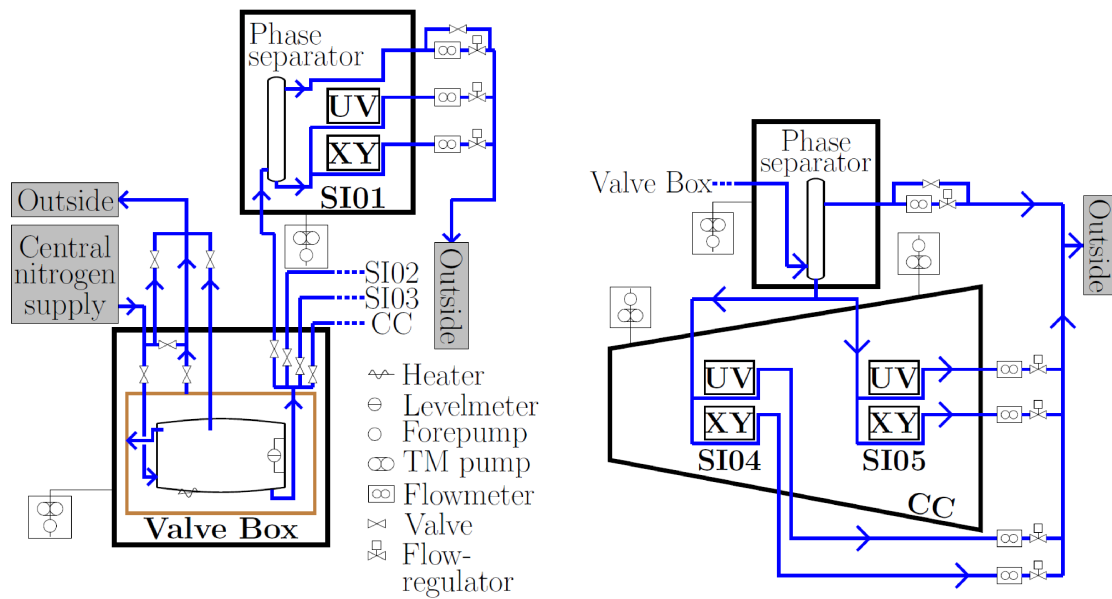 Phase
separator
UV
XY
SI01
Outside
Central
nitrogen
supply
SI02
SI03
CC
Outside
Heater
Levelmeter
Forepump
TM pump
Flowmeter
Valve
Flow-
regulator
Valve Box
Phase
separator
Valve Box
Outside
UV
UV
XY
XY
SI04
SI05
CC